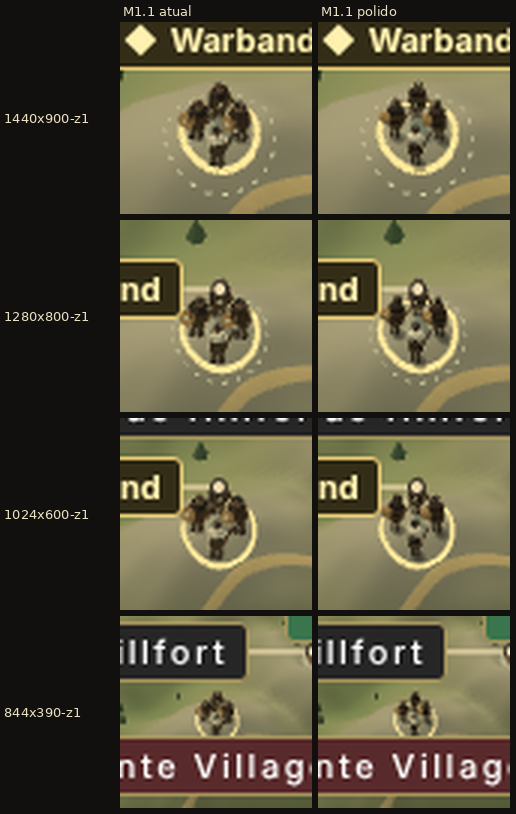 M1.1 atual M1.1 polido
1440x900-z1
Warband Warband
1280x800-z1
nd nd
1024x600-z1
nd nd
844x390-z1
illfort illfort
nte Village nte Village